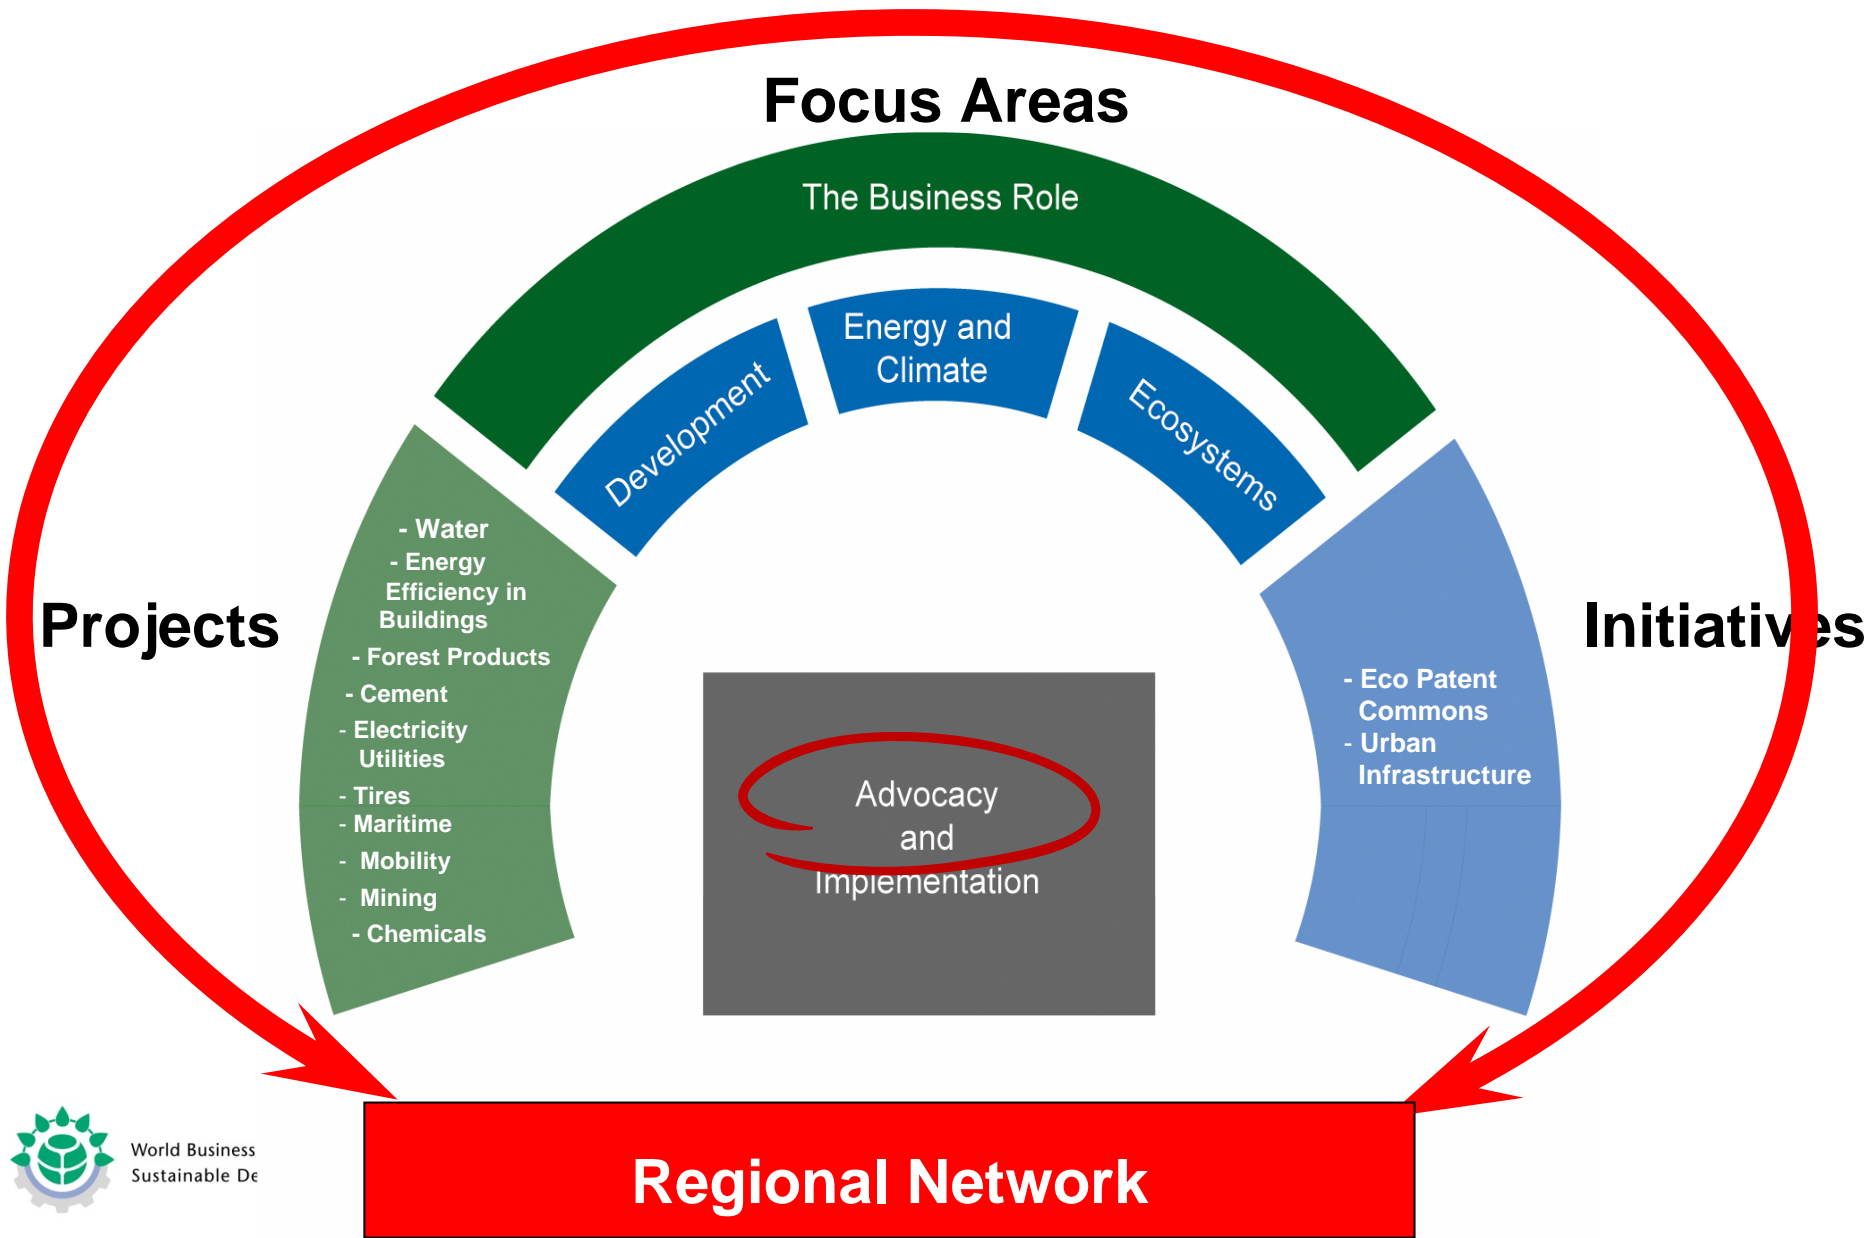 Focus Areas
The Business Role
Development
Energy and
Climate
Ecosystems
Projects
- Water
- Energy
Efficiency in
Buildings
- Forest Products
- Cement
- Electricity
Utilities
- Tires
- Maritime
- Mobility
- Mining
- Chemicals
Initiatives
- Eco Patent
Commons
- Urban
Infrastructure
Advocacy
and
Implementation
World Business
Sustainable De
Regional Network